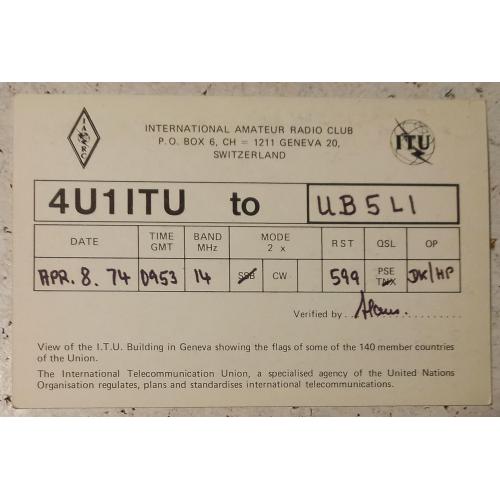 IARC
INTERNATIONAL AMATEUR RADIO CLUB
P.O. BOX 6, CH = 1211 GENEVA 20,
SWITZERLAND
ITU
4U1ITU to UB5LI
DATE TIME GMT BAND MHz MODE 2 x RST QSL OP
APR. 8. 74 0953 14 SSB CW 599 PSE TNX DK/HP
Verified by
View of the I.T.U. Building in Geneva showing the flags of some of the 140 member countries
of the Union.
The International Telecommunication Union, a specialised agency of the United Nations
Organisation regulates, plans and standardises international telecommunications.